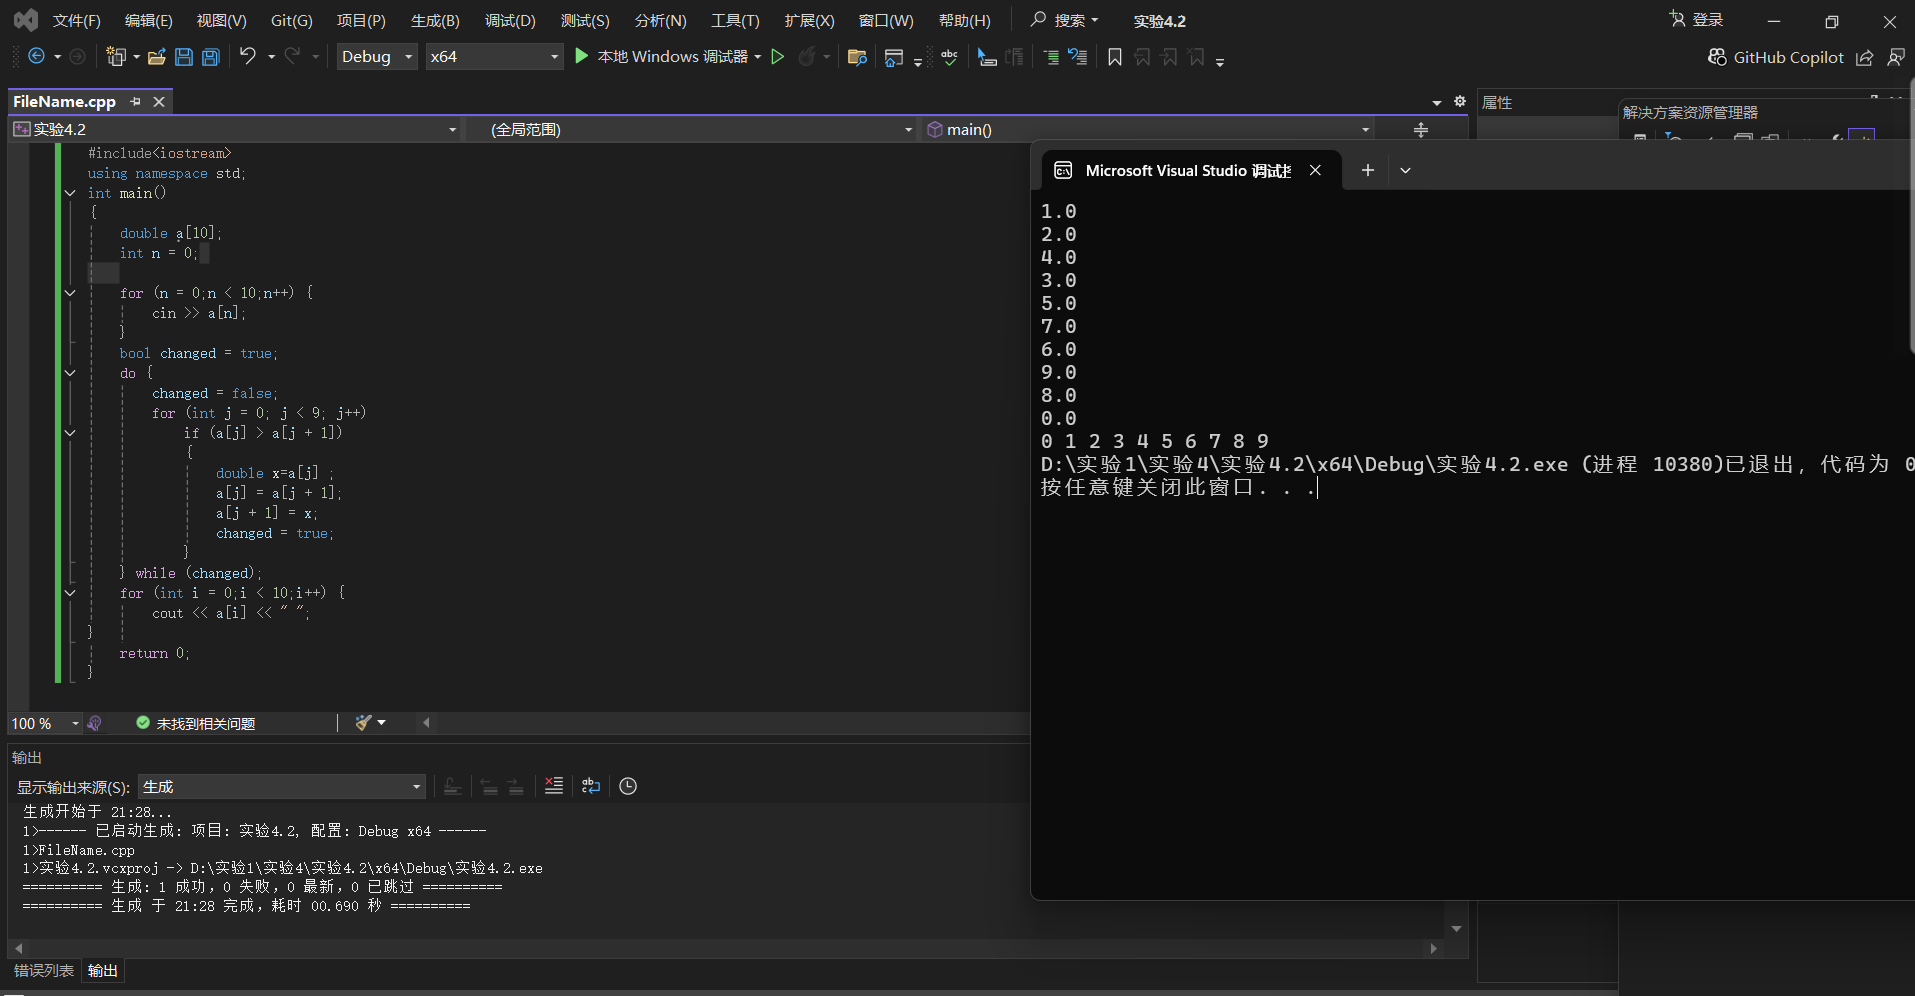 文件(F) 编辑(E) 视图(V) Git(G) 项目(P) 生成(B) 调试(D) 测试(S) 分析(N) 工具(T) 扩展(X) 窗口(W) 帮助(H) 搜索 实验4.2 登录
Debug x64 本地 Windows 调试器 abc GitHub Copilot
FileName.cpp
实验4.2 (全局范围) main()
#include<iostream>
using namespace std;
int main()
{
double a[10];
int n = 0;
for (n = 0;n < 10;n++) {
cin >> a[n];
}
bool changed = true;
do {
changed = false;
for (int j = 0; j < 9; j++)
if (a[j] > a[j + 1])
{
double x=a[j] ;
a[j] = a[j + 1];
a[j + 1] = x;
changed = true;
}
} while (changed);
for (int i = 0;i < 10;i++) {
cout << a[i] << " ";
}
return 0;
}
100 % 未找到相关问题
输出
显示输出来源(S): 生成
生成开始于 21:28...
1>------ 已启动生成: 项目: 实验4.2, 配置: Debug x64 ------
1>FileName.cpp
1>实验4.2.vcxproj -> D:\实验1\实验4\实验4.2\x64\Debug\实验4.2.exe
========== 生成: 1 成功，0 失败，0 最新，0 已跳过 ==========
========== 生成 于 21:28 完成，耗时 00.690 秒 ==========
错误列表 输出
属性
解决方案资源管理器
Microsoft Visual Studio 调试
1.0
2.0
4.0
3.0
5.0
7.0
6.0
9.0
8.0
0.0
0 1 2 3 4 5 6 7 8 9
D:\实验1\实验4\实验4.2\x64\Debug\实验4.2.exe (进程 10380)已退出，代码为 0
按任意键关闭此窗口. . .